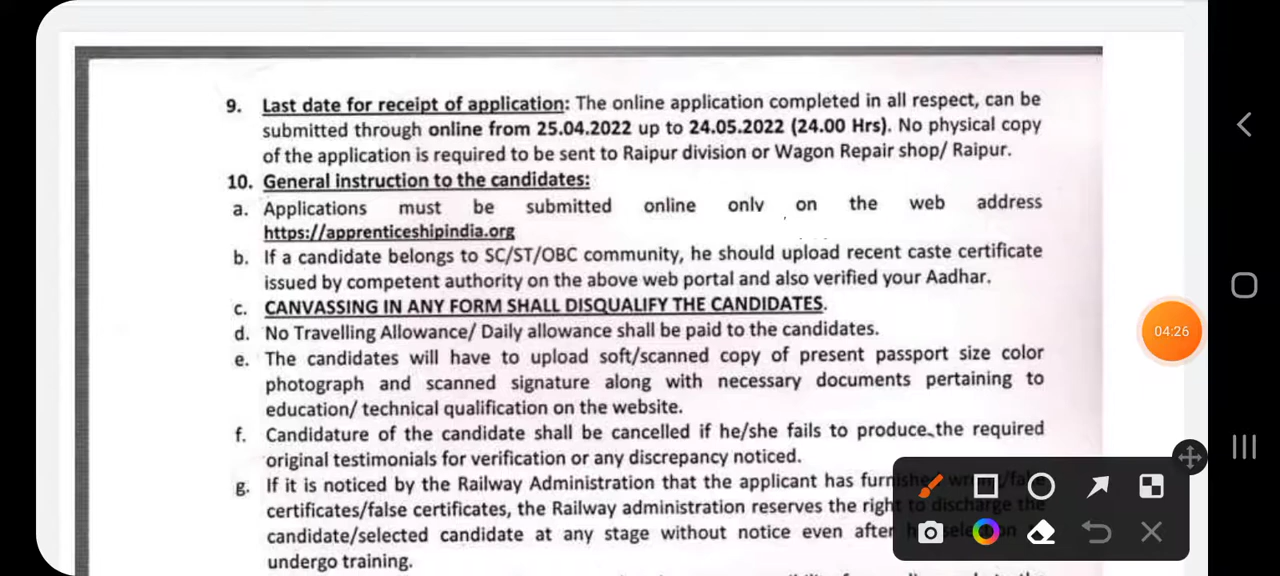 9. Last date for receipt of application: The online application completed in all respect, can be
submitted through online from 25.04.2022 up to 24.05.2022 (24.00 Hrs). No physical copy
of the application is required to be sent to Raipur division or Wagon Repair shop/ Raipur.
10. General instruction to the candidates:
a. Applications must be submitted online only on the web address
https://apprenticeshipindia.org
b. If a candidate belongs to SC/ST/OBC community, he should upload recent caste certificate
issued by competent authority on the above web portal and also verified your Aadhar.
c. CANVASSING IN ANY FORM SHALL DISQUALIFY THE CANDIDATES.
d. No Travelling Allowance/ Daily allowance shall be paid to the candidates.
04:26
e. The candidates will have to upload soft/scanned copy of present passport size color
photograph and scanned signature along with necessary documents pertaining to
education/ technical qualification on the website.
f. Candidature of the candidate shall be cancelled if he/she fails to produce the required
original testimonials for verification or any discrepancy noticed.
g. If it is noticed by the Railway Administration that the applicant has furnished
certificates/false certificates, the Railway administration reserves the right to discharge the
candidate/selected candidate at any stage without notice even after
undergo training.